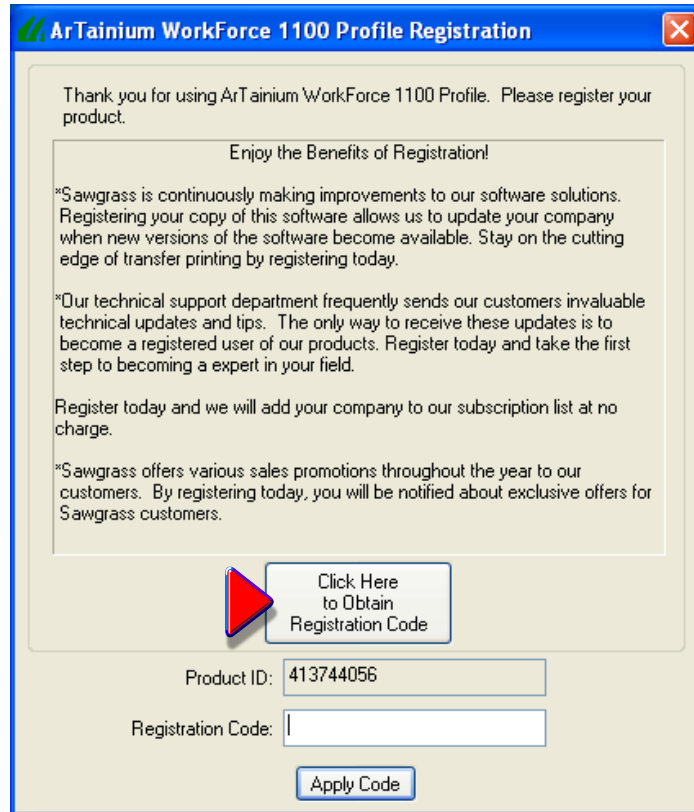 ArTainium WorkForce 1100 Profile Registration
Thank you for using ArTainium WorkForce 1100 Profile. Please register your
product.
Enjoy the Benefits of Registration!
*Sawgrass is continuously making improvements to our software solutions.
Registering your copy of this software allows us to update your company
when new versions of the software become available. Stay on the cutting
edge of transfer printing by registering today.
*Our technical support department frequently sends our customers invaluable
technical updates and tips. The only way to receive these updates is to
become a registered user of our products. Register today and take the first
step to becoming a expert in your field.
Register today and we will add your company to our subscription list at no
charge.
*Sawgrass offers various sales promotions throughout the year to our
customers. By registering today, you will be notified about exclusive offers for
Sawgrass customers.
Click Here
to Obtain
Registration Code
Product ID: 413744056
Registration Code:
Apply Code